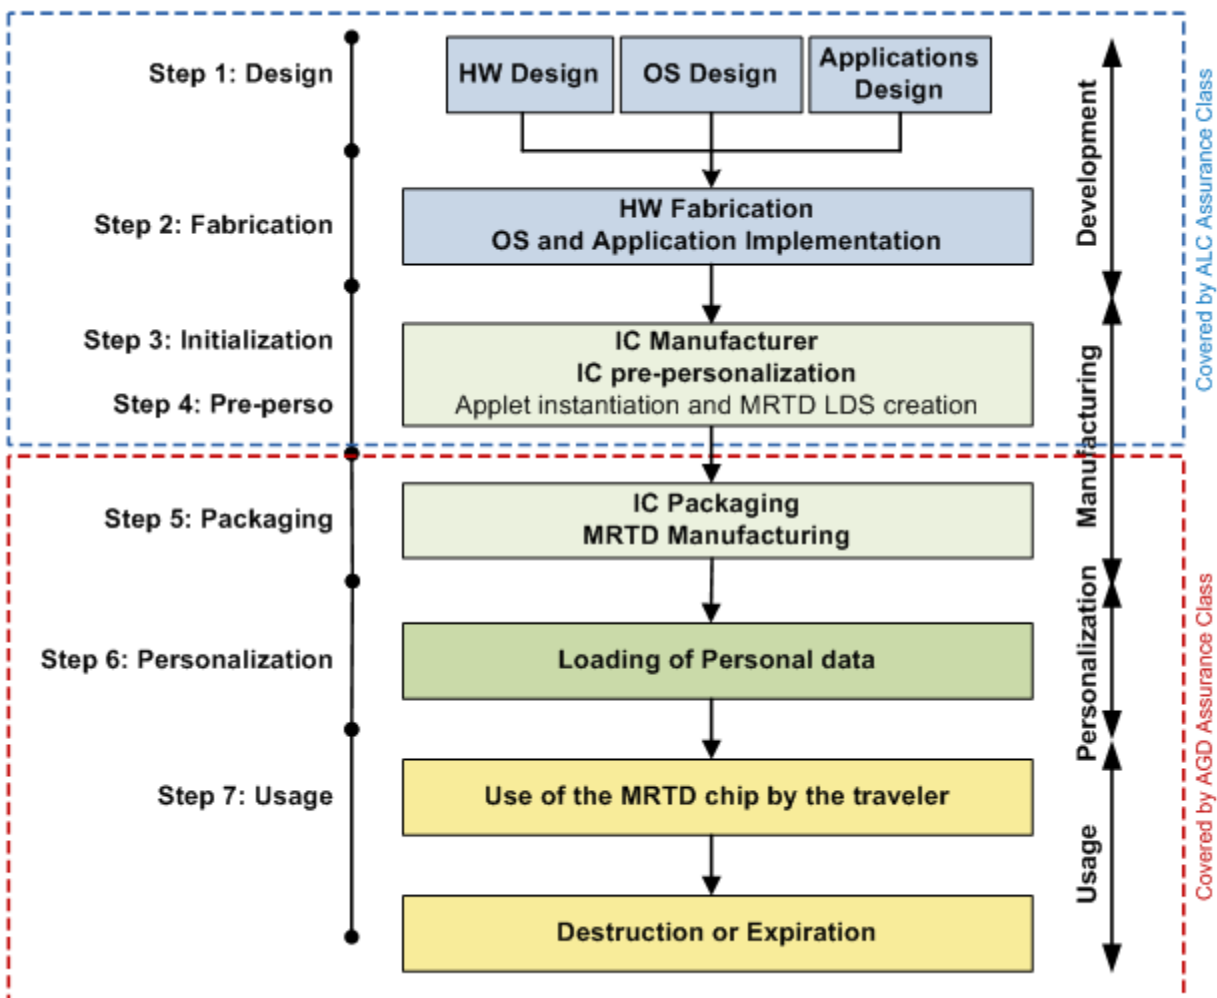 Step 1: Design
HW Design
OS Design
Applications
Design
Step 2: Fabrication
HW Fabrication
OS and Application Implementation
Development
Covered by ALC Assurance Class
Step 3: Initialization
Step 4: Pre-perso
IC Manufacturer
IC pre-personalization
Applet instantiation and MRTD LDS creation
Manufacturing
Step 5: Packaging
IC Packaging
MRTD Manufacturing
Step 6: Personalization
Loading of Personal data
Personalization
Covered by AGD Assurance Class
Step 7: Usage
Use of the MRTD chip by the traveler
Usage
Destruction or Expiration